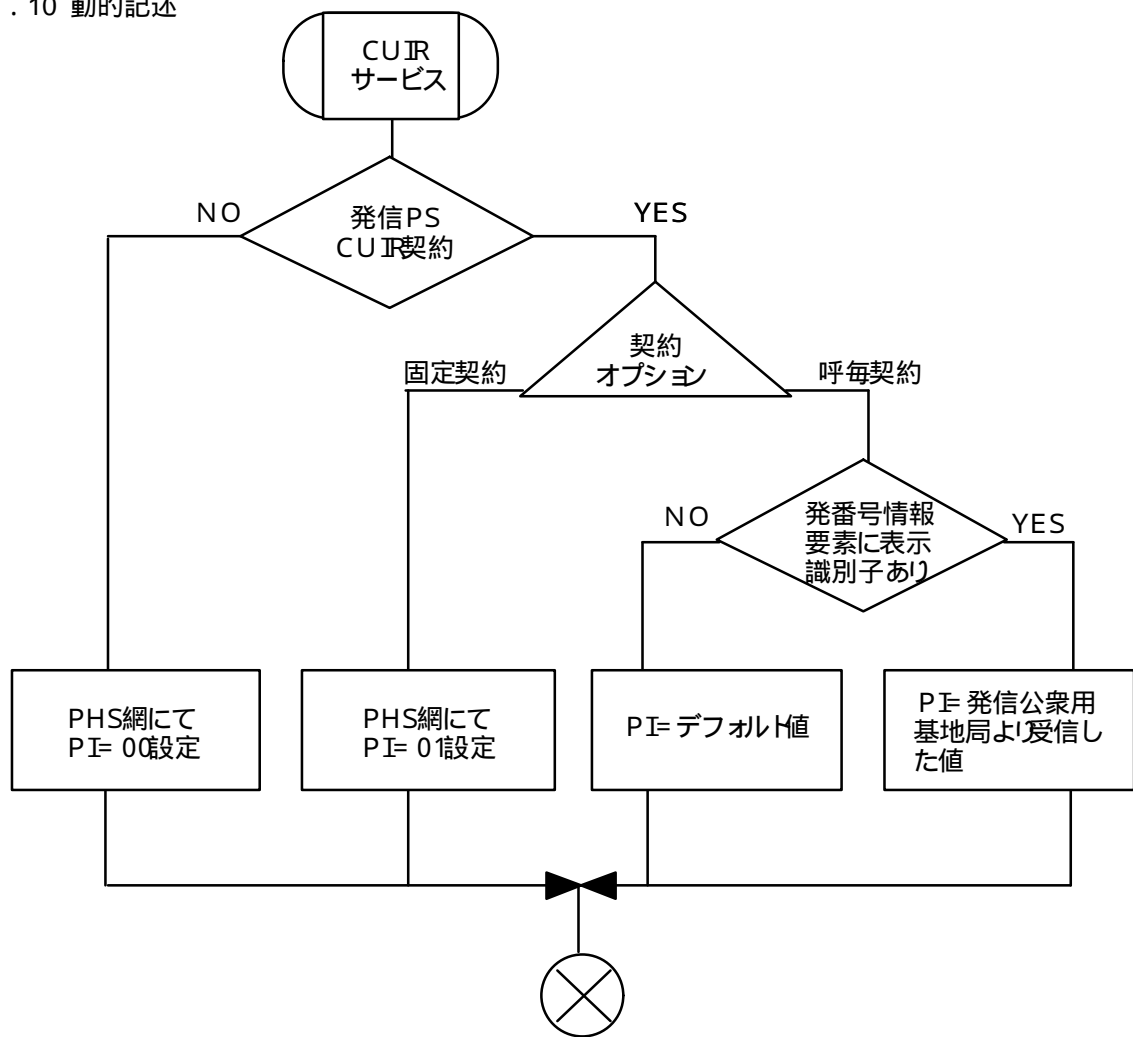 . 10 動的記述
CUIR
サービス
NO
発信PS
CUIR契約
YES
契約
オプション
固定契約
呼毎契約
NO
発番号情報
要素に表示
識別子あり
YES
PHS網にて
PI= 00設定
PHS網にて
PI= 01設定
PI= デフォルト値
PI= 発信公衆用
基地局より受信し
た値